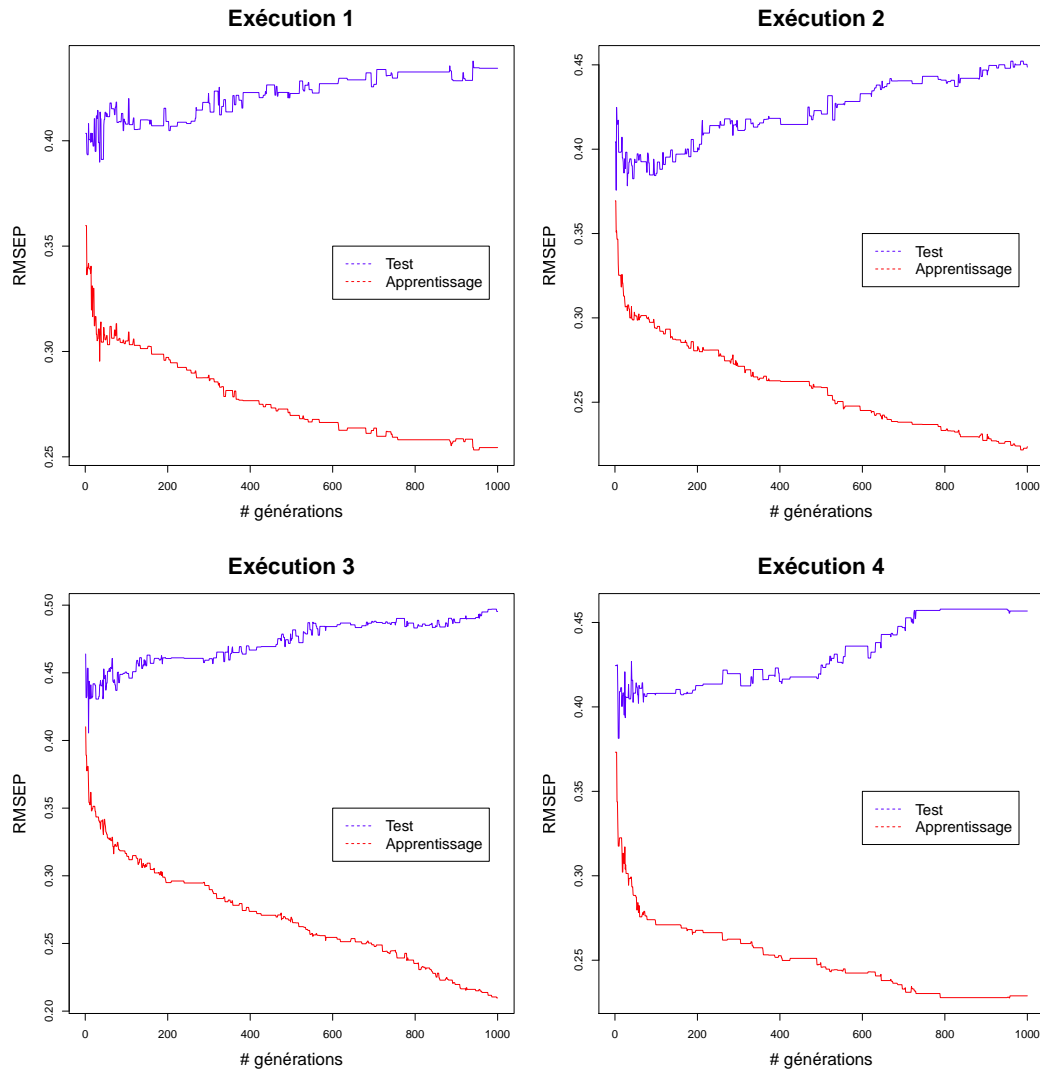 Exécution 1
RMSEP
0.40
0.35
0.30
0.25
Test
Apprentissage
0 200 400 600 800 1000
# générations
Exécution 2
RMSEP
0.45
0.40
0.35
0.30
0.25
Test
Apprentissage
0 200 400 600 800 1000
# générations
Exécution 3
RMSEP
0.50
0.45
0.40
0.35
0.30
0.25
0.20
Test
Apprentissage
0 200 400 600 800 1000
# générations
Exécution 4
RMSEP
0.45
0.40
0.35
0.30
0.25
Test
Apprentissage
0 200 400 600 800 1000
# générations